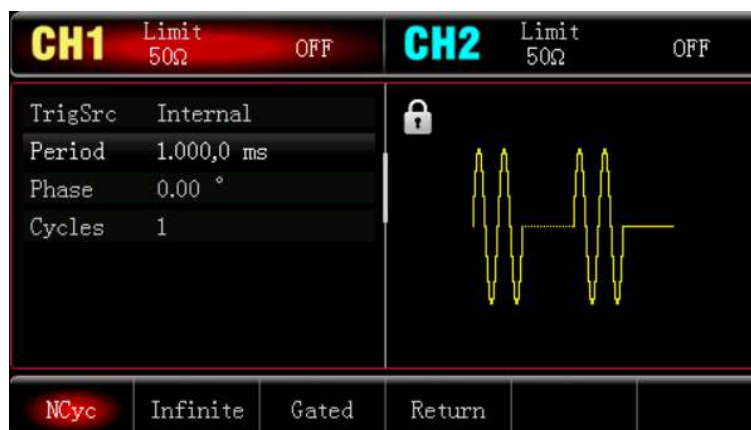 CH1 Limit 50Ω OFF CH2 Limit 50Ω OFF
TrigSrc Internal
Period 1.000,0 ms
Phase 0.00 °
Cycles 1
NCyc Infinite Gated Return